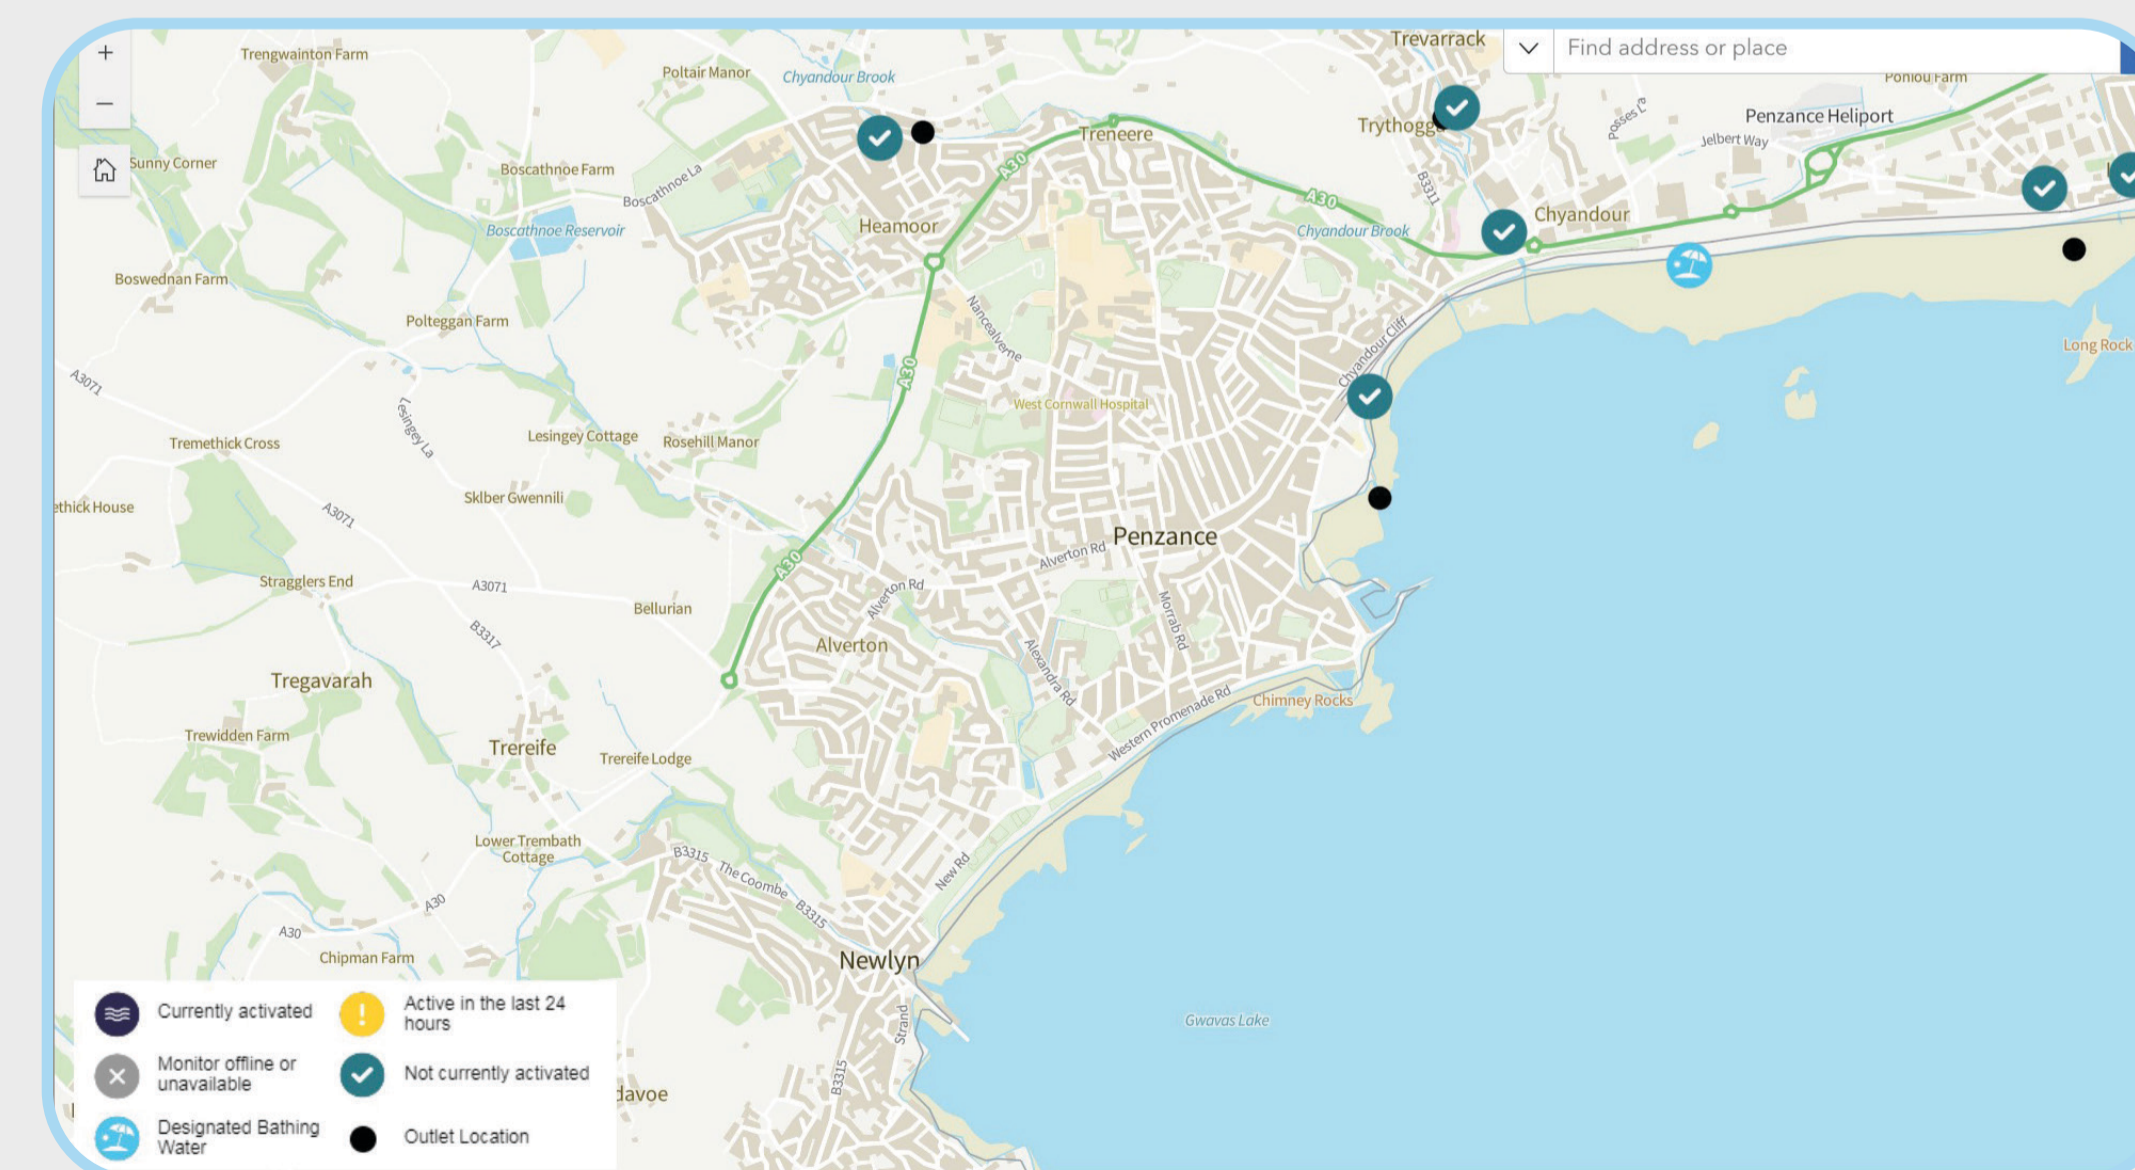 Trengwainton Farm
Poltair Manor
Chyandour Brook
Trevarrack
Find address or place
Poniou Farm
Sunny Corner
Boscathnoe Farm
Boscathnoe La
Boscathnoe Reservoir
Heamoor
A30
Treneere
A30
Trythogg
B3311
Chyandour Brook
Posses La
Jelbert Way
Penzance Heliport
Chyandour
Boswednan Farm
Polteggan Farm
Nancealverne
A30
Chyandour Cliff
Long Rock
A3071
Lesingey La
West Cornwall Hospital
Tremethick Cross
Lesingey Cottage
Rosehill Manor
ethick House
A3071
Sklber Gwennili
Penzance
Alverton Rd
A30
Stragglers End
A3071
Alverton Rd
Bellurian
B3317
Morrab Rd
Alverton
Alexandra Rd
Tregavarah
Chimney Rocks
Western Promenade Rd
Trewidden Farm
Trereife
Trereife Lodge
Lower Trembath
Cottage
B3315
The Coombe
B3315
New Rd
A30
A30
Chipman Farm
Newlyn
Strand
Gwavas Lake
B3315
davoe
Currently activated
Active in the last 24
hours
Monitor offline or
unavailable
Not currently activated
Designated Bathing
Water
Outlet Location